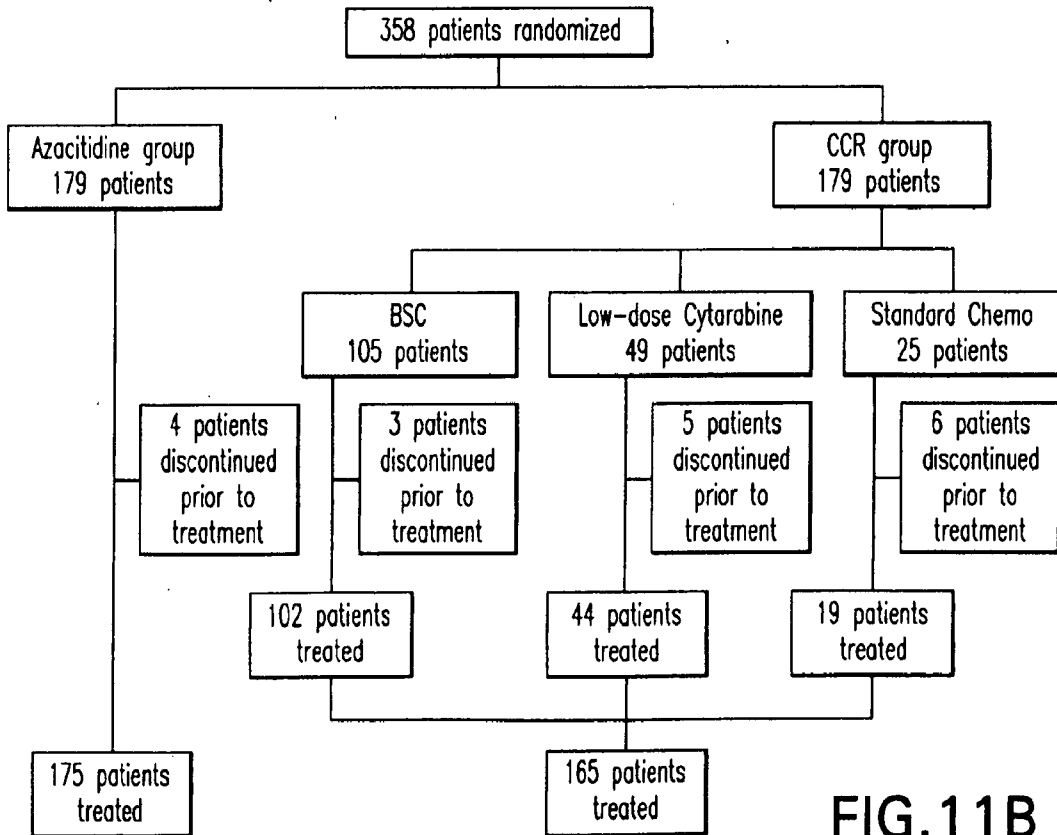 358 patients randomized
Azacitidine group
179 patients
CCR group
179 patients
BSC
105 patients
Low-dose Cytarabine
49 patients
Standard Chemo
25 patients
4 patients
discontinued
prior to
treatment
3 patients
discontinued
prior to
treatment
5 patients
discontinued
prior to
treatment
6 patients
discontinued
prior to
treatment
102 patients
treated
44 patients
treated
19 patients
treated
175 patients
treated
165 patients
treated
FIG.11B